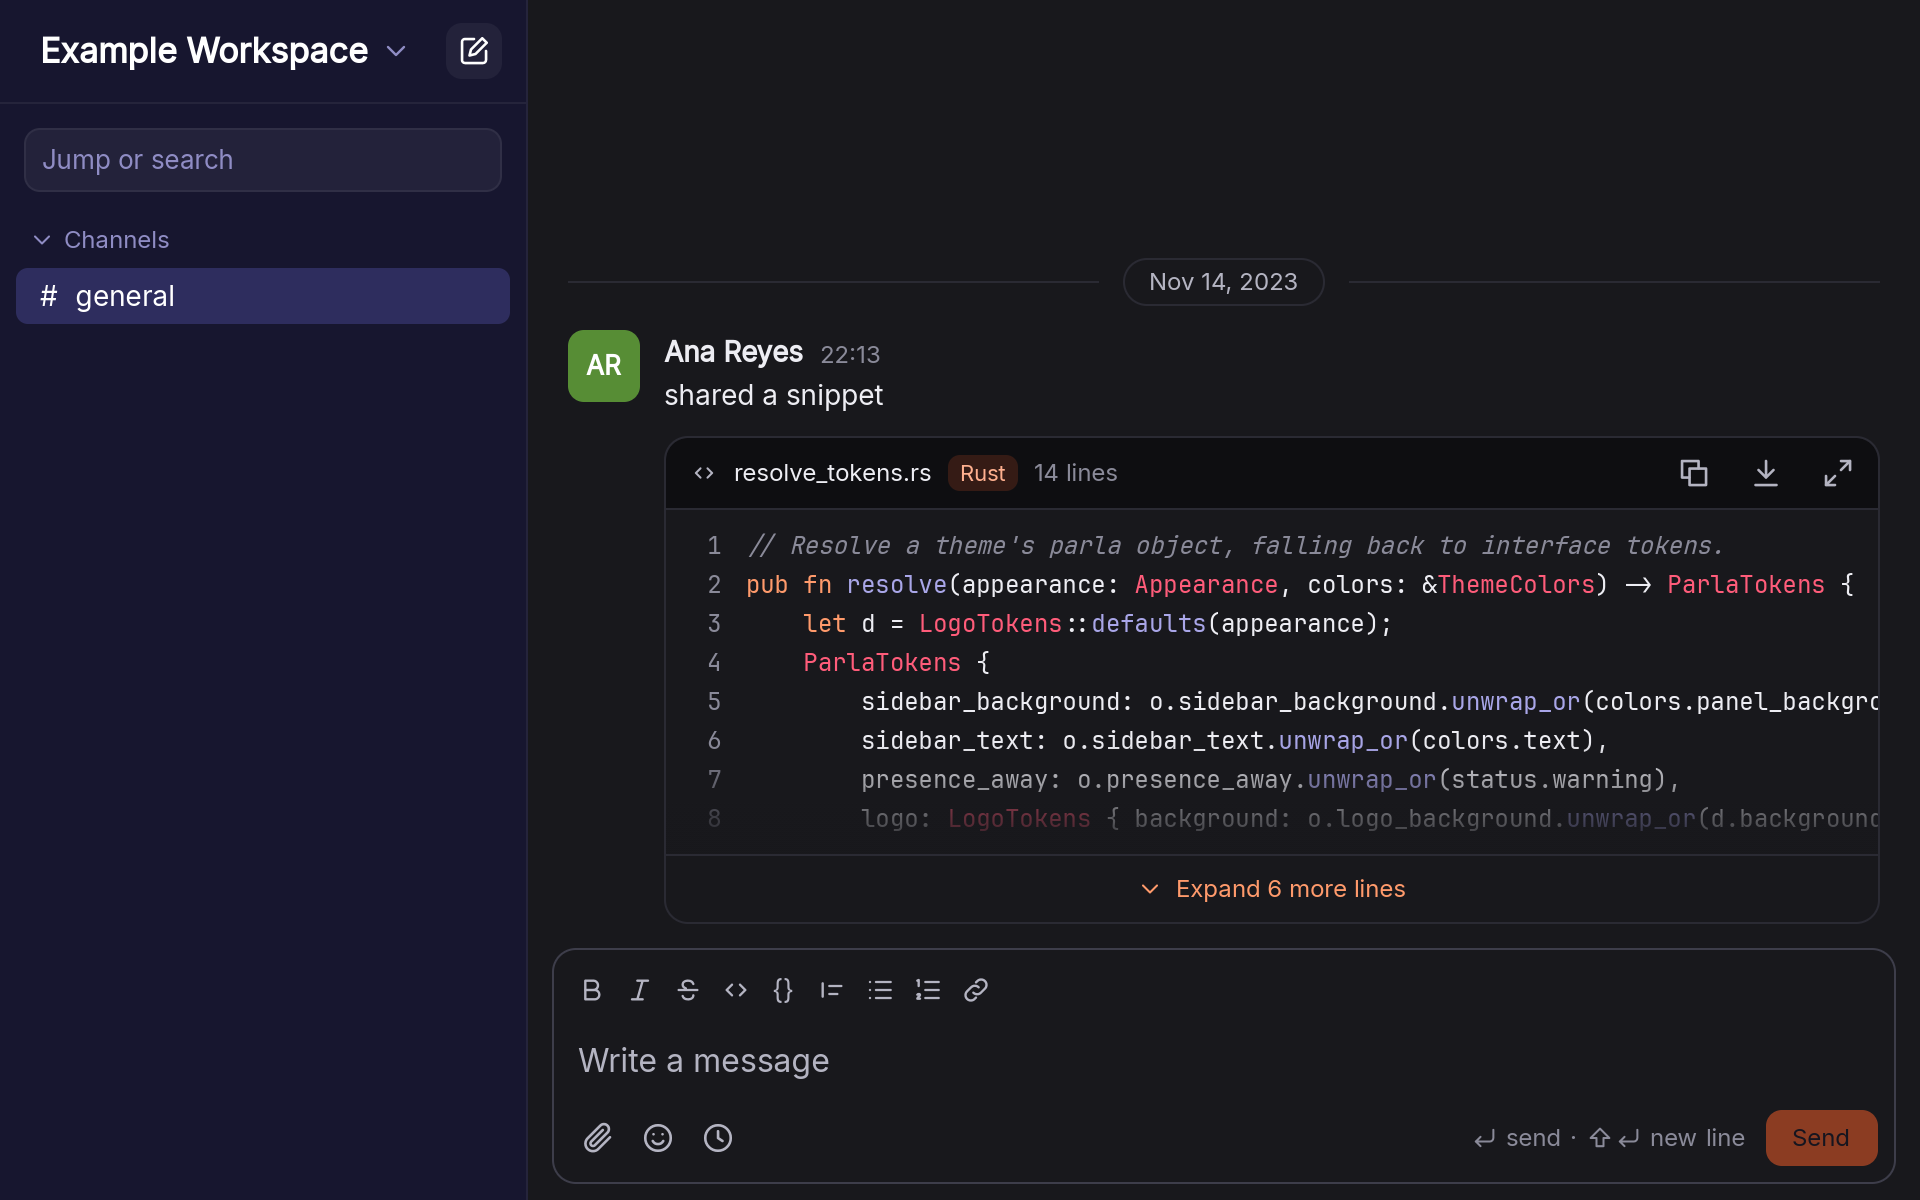 Example Workspace
Jump or search
Channels
# general
Nov 14, 2023
AR
Ana Reyes 22:13
shared a snippet
resolve_tokens.rs Rust 14 lines
1 // Resolve a theme's parla object, falling back to interface tokens.
2 pub fn resolve(appearance: Appearance, colors: &ThemeColors) -> ParlaTokens {
3 let d = LogoTokens::defaults(appearance);
4 ParlaTokens {
5 sidebar_background: o.sidebar_background.unwrap_or(colors.panel_backgro
6 sidebar_text: o.sidebar_text.unwrap_or(colors.text),
7 presence_away: o.presence_away.unwrap_or(status.warning),
8 logo: LogoTokens { background: o.logo_background.unwrap_or(d.background
Expand 6 more lines
Write a message
send · new line
Send